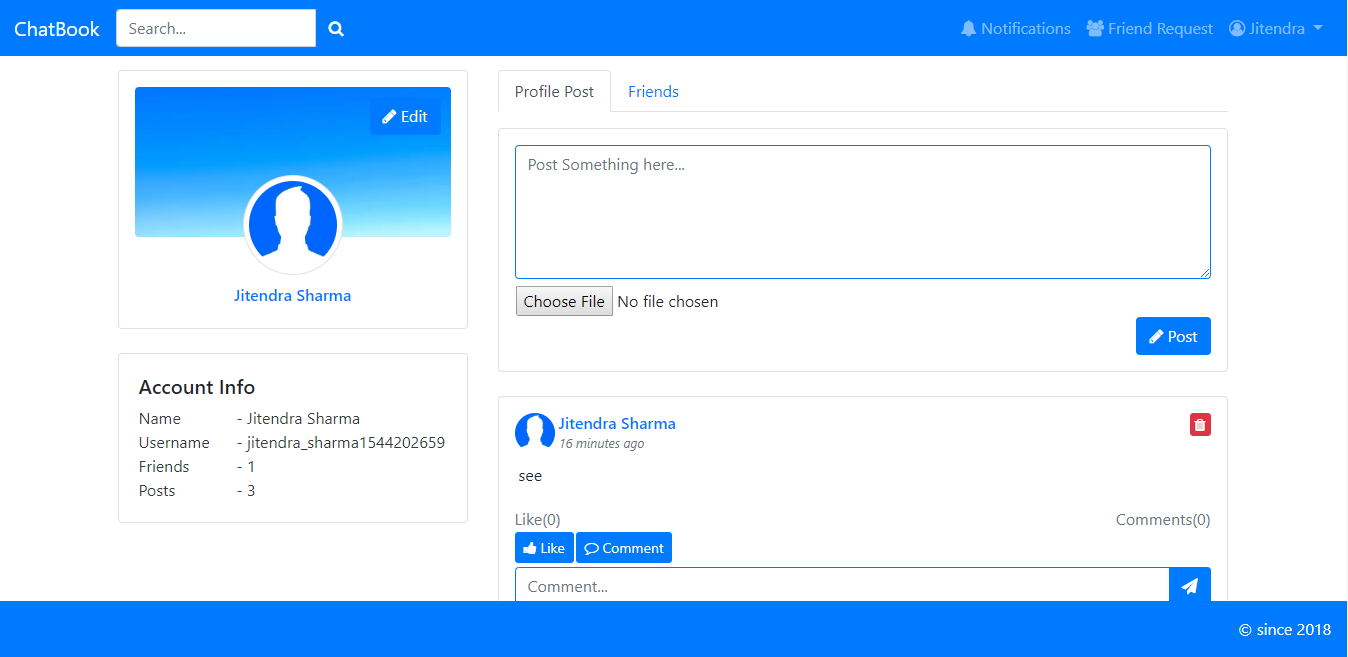 ChatBook Search... Notifications Friend Request Jitendra
Edit
Jitendra Sharma
Account Info
Name - Jitendra Sharma
Username - jitendra_sharma1544202659
Friends - 1
Posts - 3
Profile Post Friends
Post Something here...
Choose File No file chosen
Post
Jitendra Sharma
16 minutes ago
see
Like(0) Comments(0)
Like Comment
Comment...
© since 2018